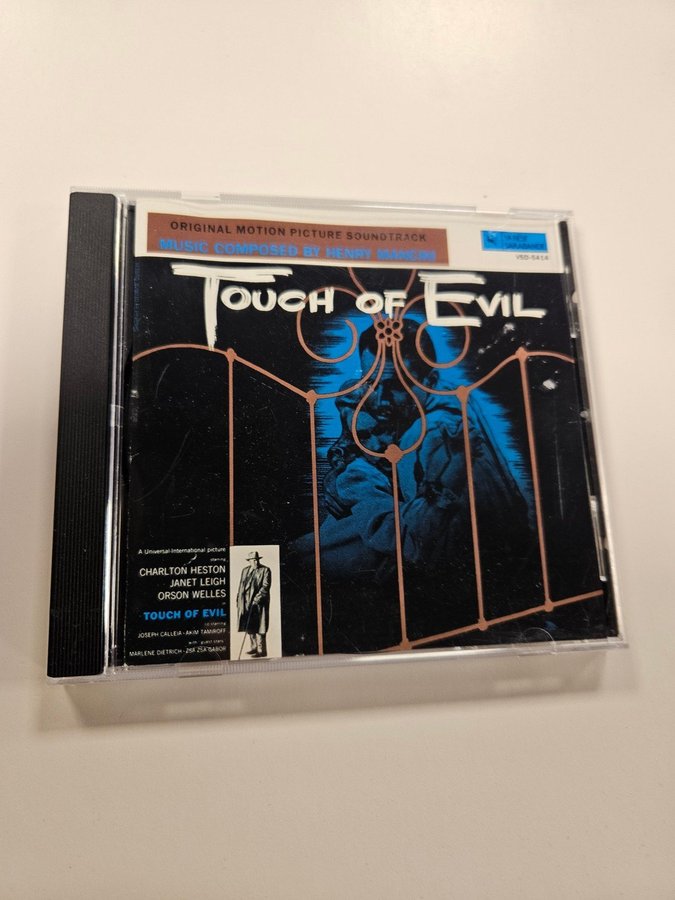 ORIGINAL MOTION PICTURE SOUNDTRACK
MUSIC COMPOSED BY HENRY MANCINI
VARÈSE
SARABANDE
VSD-5414
TOUCH OF EVIL
A Universal-International picture
starring
CHARLTON HESTON
JANET LEIGH
ORSON WELLES
in
TOUCH OF EVIL
co-starring
JOSEPH CALLEIA - AKIM TAMIROFF
with guest stars
MARLENE DIETRICH - ZSA ZSA GABOR